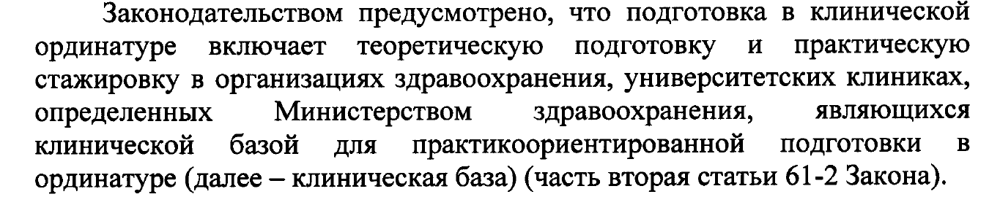 Законодательством предусмотрено, что подготовка в клинической
ординатуре включает теоретическую подготовку и практическую
стажировку в организациях здравоохранения, университетских клиниках,
определенных Министерством здравоохранения, являющихся
клинической базой для практикоориентированной подготовки в
ординатуре (далее – клиническая база) (часть вторая статьи 61-2 Закона).